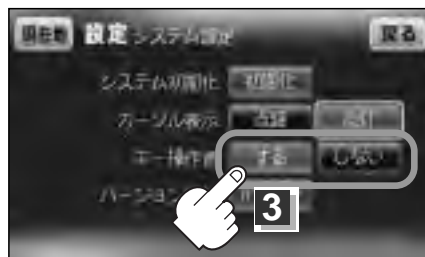 現在地 設定 システム設定 戻る
システム初期化 初期化
カーソル表示
キー操作音 する しない
バージョン
3